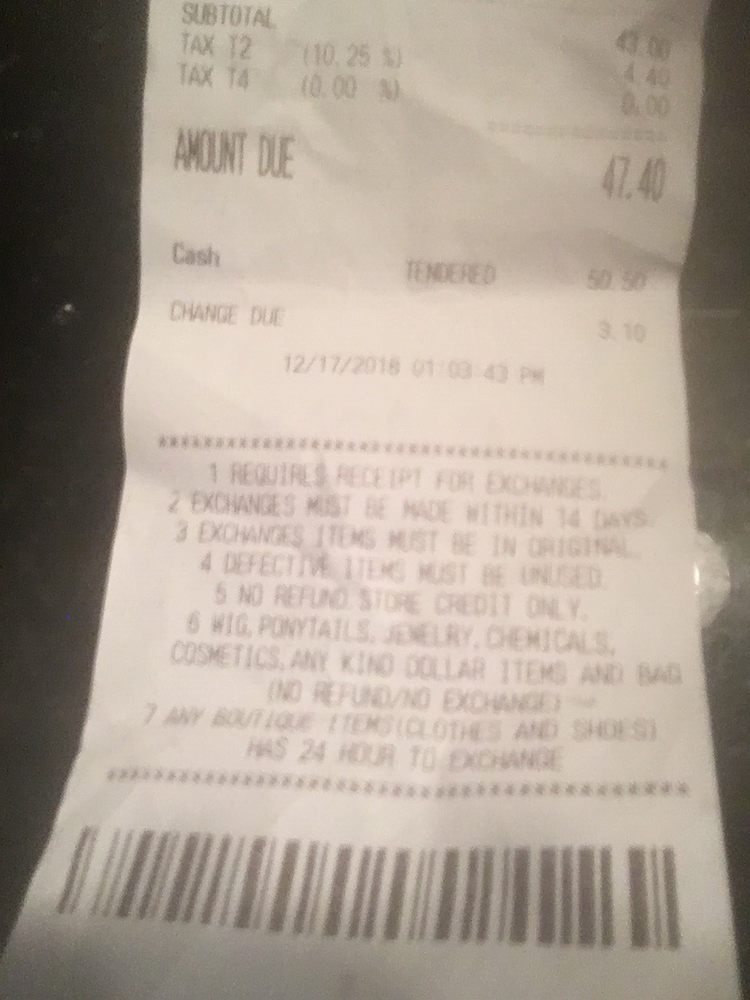 SUBTOTAL 43.00
TAX T2 (10.25 %) 4.40
TAX T4 (0.00 %) 0.00
AMOUNT DUE 47.40
Cash TENDERED 50.50
CHANGE DUE 3.10
12/17/2018 01:03:43 PM
*****************************************
1 REQUIRES RECEIPT FOR EXCHANGES.
2 EXCHANGES MUST BE MADE WITHIN 14 DAYS.
3 EXCHANGES ITEMS MUST BE IN ORIGINAL.
4 DEFECTIVE ITEMS MUST BE UNUSED.
5 NO REFUND. STORE CREDIT ONLY.
6 WIG, PONYTAILS, JEWELRY, CHEMICALS,
COSMETICS, ANY KIND DOLLAR ITEMS AND BAG
(NO REFUND/NO EXCHANGE)
7 ANY BOUTIQUE ITEMS(CLOTHES AND SHOES)
HAS 24 HOUR TO EXCHANGE
*****************************************